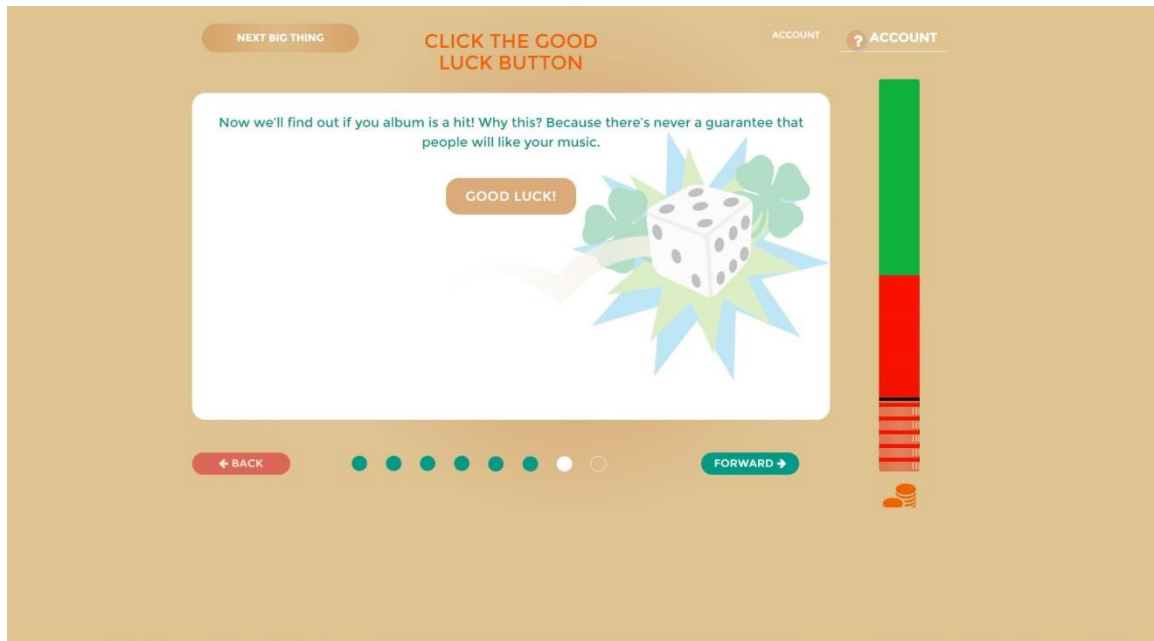 NEXT BIG THING
CLICK THE GOOD
LUCK BUTTON
ACCOUNT
? ACCOUNT
Now we'll find out if you album is a hit! Why this? Because there's never a guarantee that
people will like your music.
GOOD LUCK!
← BACK
FORWARD →